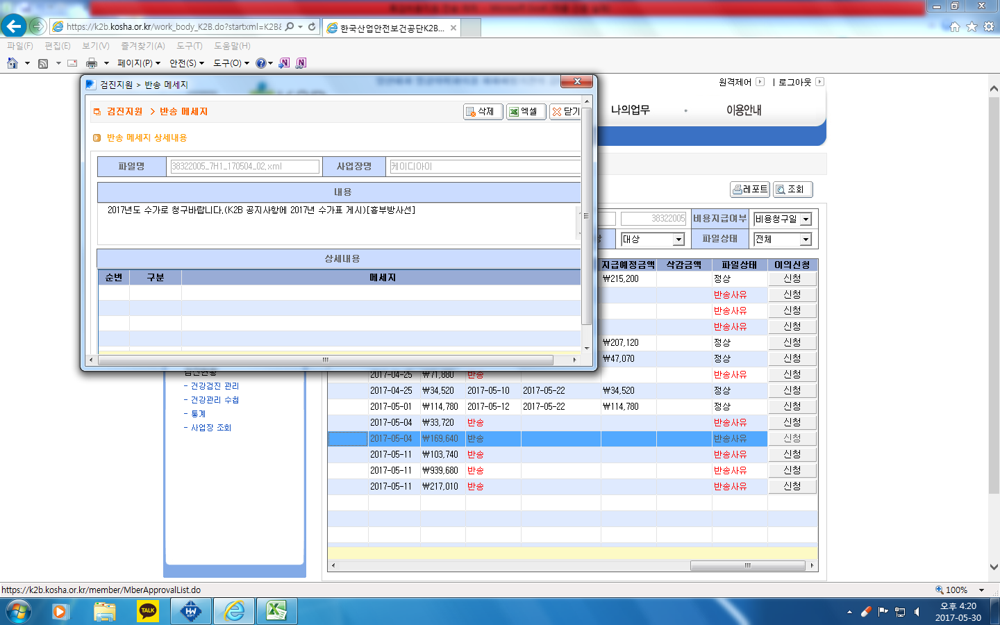 https://k2b.kosha.or.kr/work_body_K2B.do?startxml=K2B&
한국산업안전보건공단K2B...
파일(F) 편집(E) 보기(V) 즐겨찾기(A) 도구(T) 도움말(H)
페이지(P) 안전(S) 도구(O)
검진지원 > 반송 메세지
원격제어 | 로그아웃
나의업무 이용안내
검진지원 > 반송 메세지
삭제 엑셀 닫기
반송 메세지 상세내용
파일명 38322005_7H1_170504_02.xml 사업장명 케이디아이
내용
2017년도 수가로 청구바랍니다.(K2B 공지사항에 2017년 수가표 게시)[흉부방사선]
상세내용
순번 구분 메세지
레포트 조회
38322005 비용지급여부 비용청구일
대상 파일상태 전체
지급예정금액 삭감금액 파일상태 이의신청
₩215,200 정상 신청
반송사유 신청
반송사유 신청
반송사유 신청
₩207,120 정상 신청
₩47,070 정상 신청
2017-04-25 ₩71,880 반송 반송사유 신청
2017-04-25 ₩34,520 2017-05-10 2017-05-22 ₩34,520 정상 신청
2017-05-01 ₩114,780 2017-05-12 2017-05-22 ₩114,780 정상 신청
2017-05-04 ₩33,720 반송 반송사유 신청
2017-05-04 ₩169,640 반송 반송사유 신청
2017-05-11 ₩103,740 반송 반송사유 신청
2017-05-11 ₩939,680 반송 반송사유 신청
2017-05-11 ₩217,010 반송 반송사유 신청
검진현황
- 건강검진 관리
- 건강관리 수첩
- 통계
- 사업장 조회
https://k2b.kosha.or.kr/member/MberApprovalList.do
100%
TALK
HW
SOFT
오후 4:20
2017-05-30